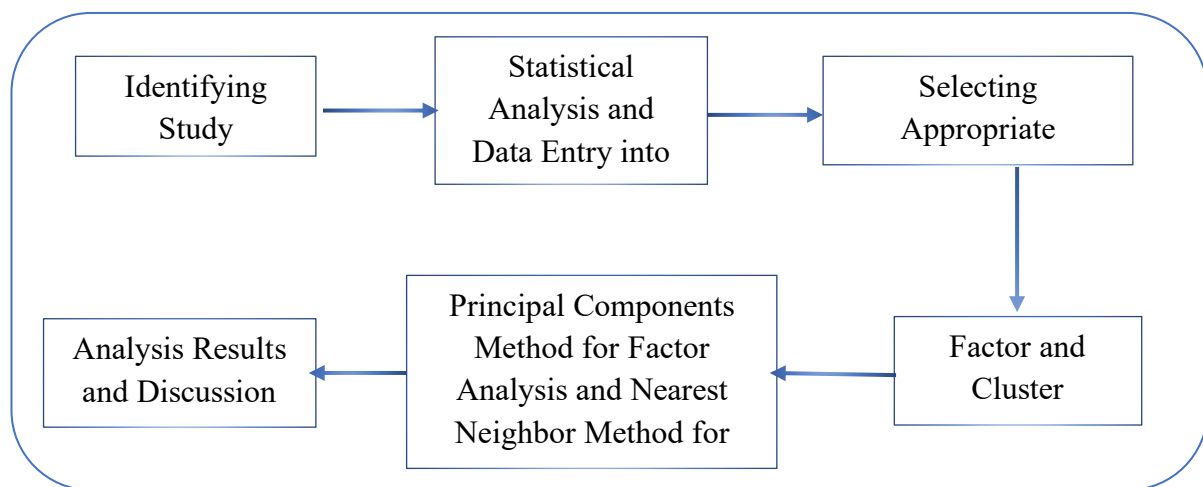 Identifying
Study
Statistical
Analysis and
Data Entry into
Selecting
Appropriate
Factor and
Cluster
Principal Components
Method for Factor
Analysis and Nearest
Neighbor Method for
Analysis Results
and Discussion